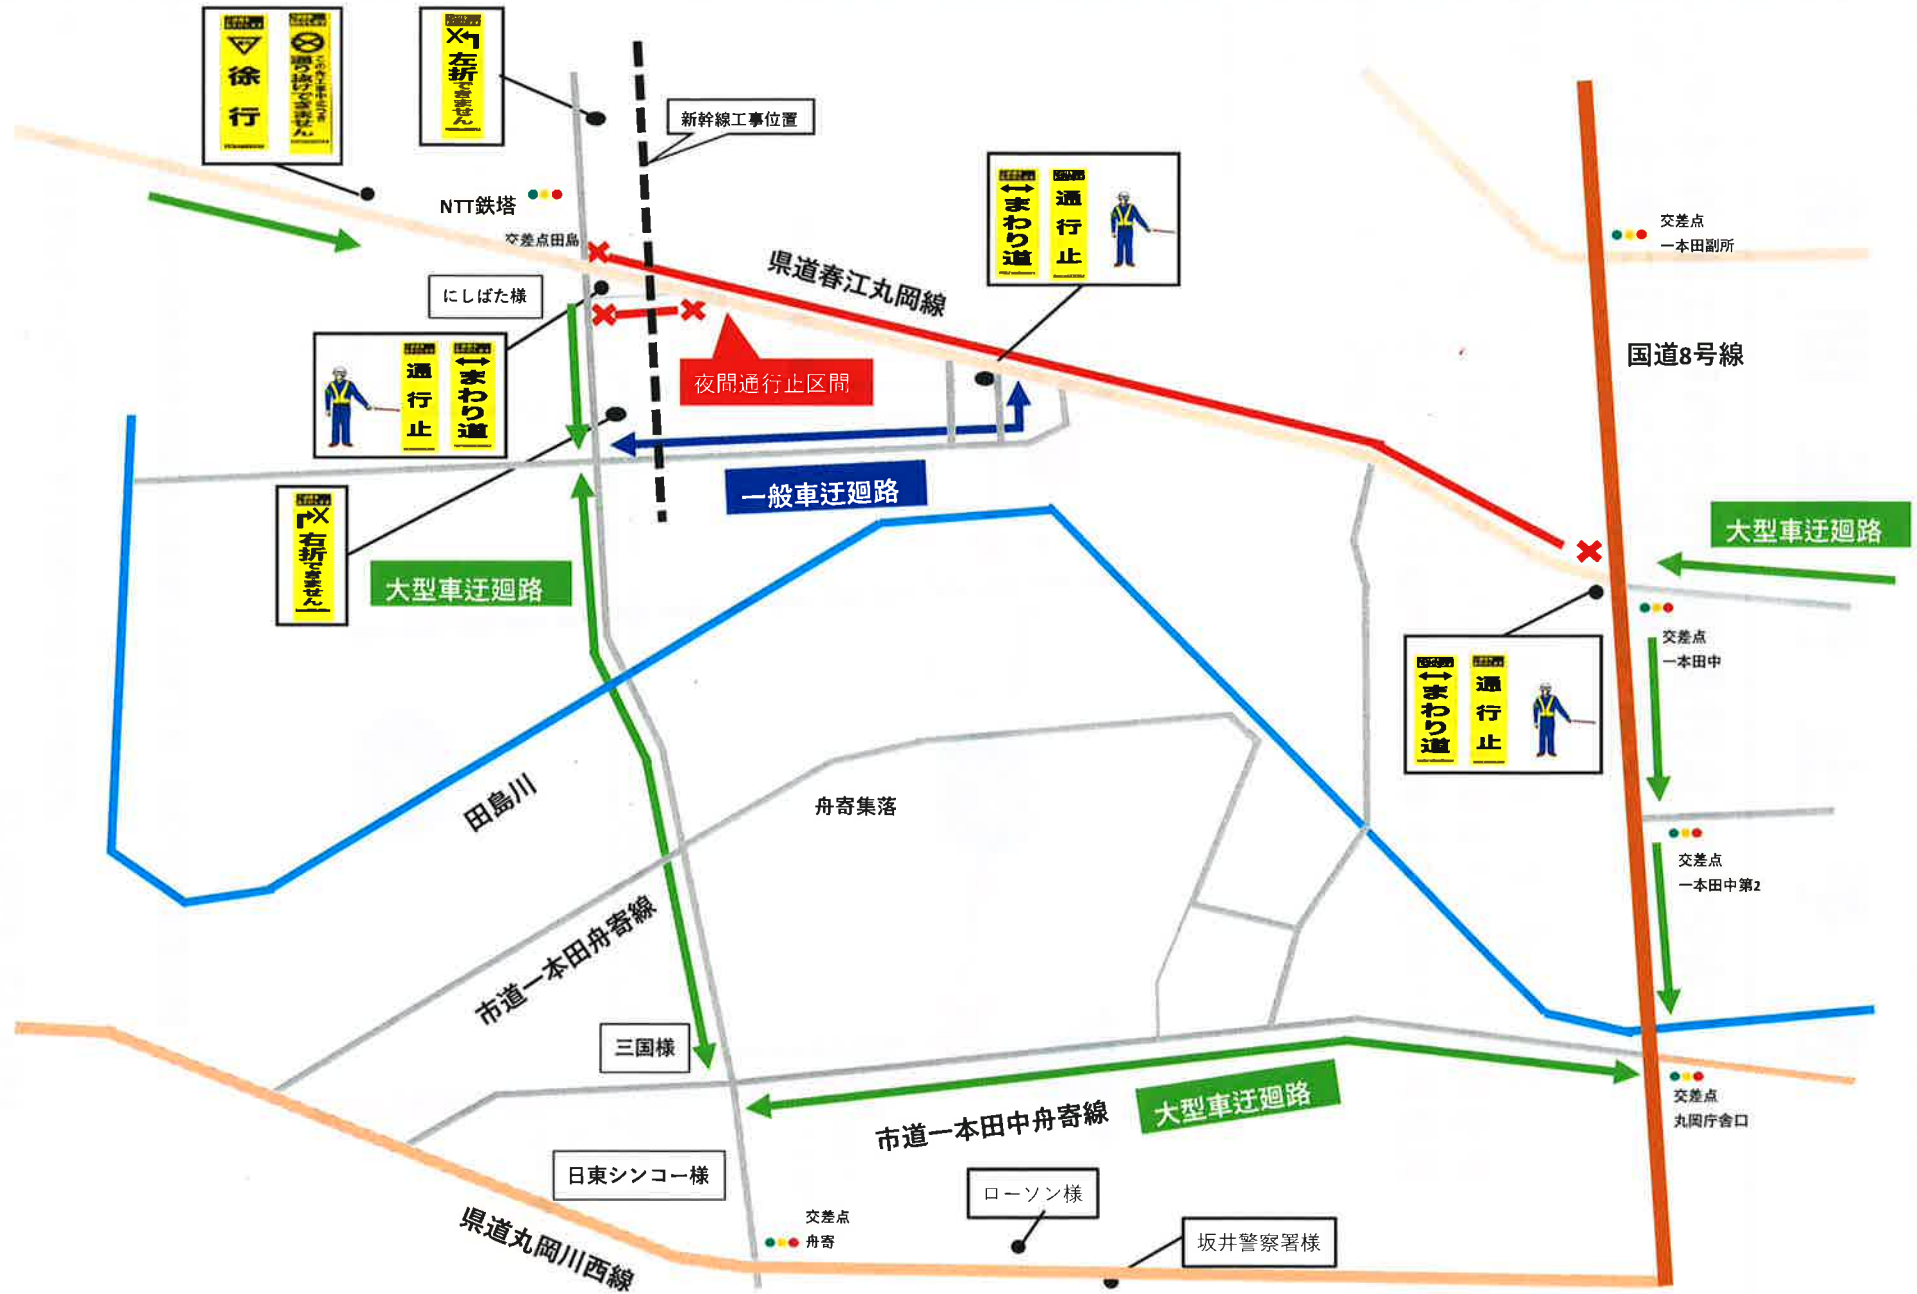 徐行
この先工事中につき
通り抜けできません
左折できません
新幹線工事位置
NTT鉄塔
交差点田島
にしばた様
県道春江丸岡線
まわり道
通行止
交差点
一本田副所
国道8号線
通行止
まわり道
夜間通行止区間
一般車迂廻路
右折できません
大型車迂廻路
大型車迂廻路
交差点
一本田中
まわり道
通行止
田島川
舟寄集落
交差点
一本田中第2
市道一本田舟寄線
三国様
大型車迂廻路
市道一本田中舟寄線
交差点
丸岡庁舎口
日東シンコー様
ローソン様
県道丸岡川西線
交差点
舟寄
坂井警察署様